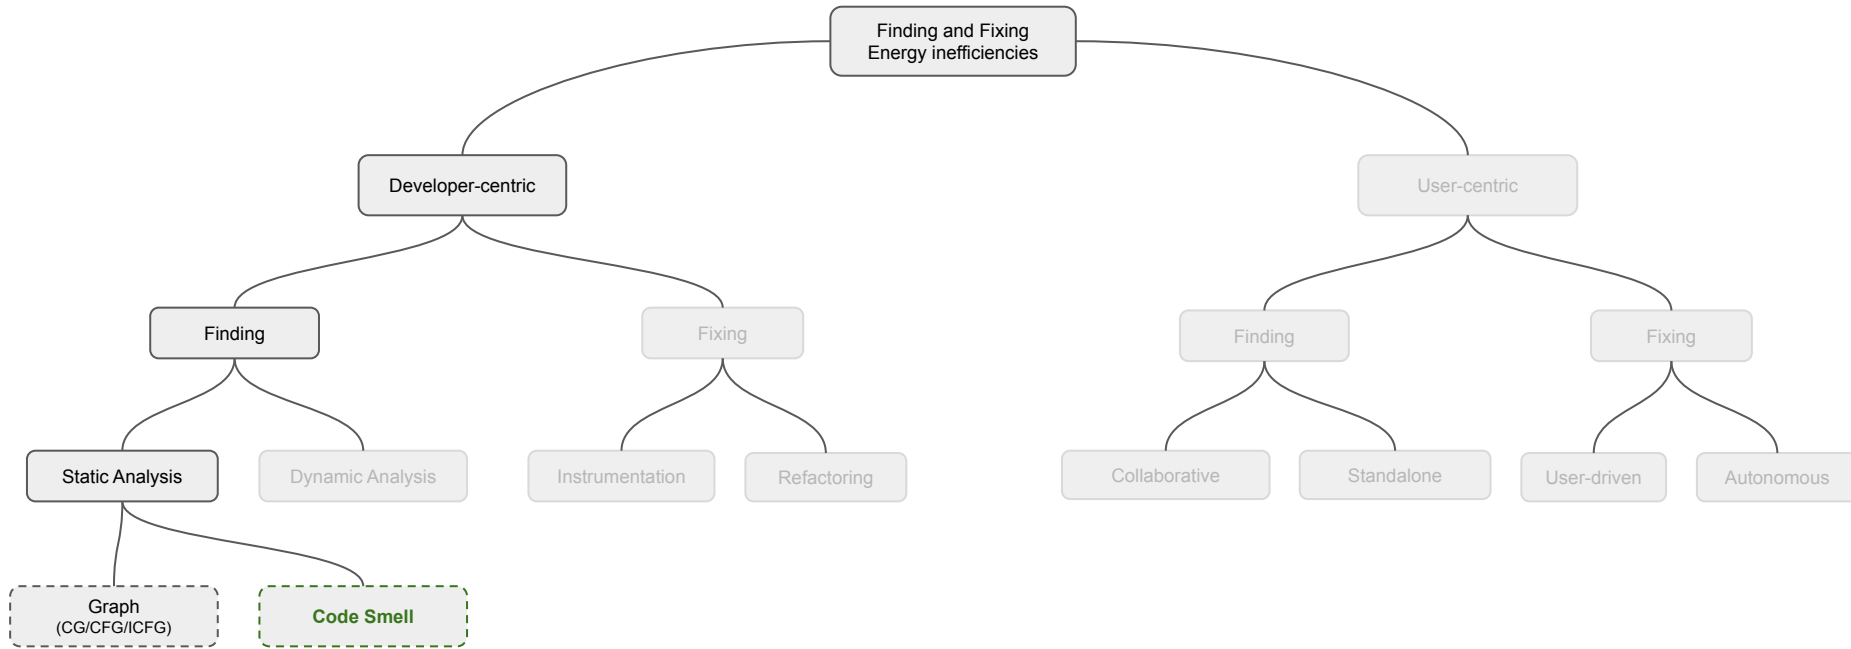 Finding and Fixing
Energy inefficiencies
Developer-centric
User-centric
Finding
Fixing
Finding
Fixing
Static Analysis
Dynamic Analysis
Instrumentation
Refactoring
Collaborative
Standalone
User-driven
Autonomous
Graph
(CG/CFG/ICFG)
Code Smell